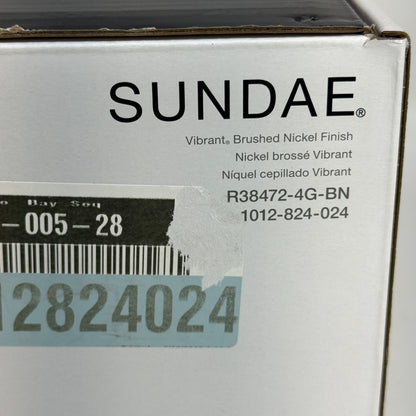 SUNDAE®
Vibrant® Brushed Nickel Finish
Nickel brossé Vibrant
Níquel cepillado Vibrant
R38472-4G-BN
1012-824-024
Bay Seq
-005-28
12824024